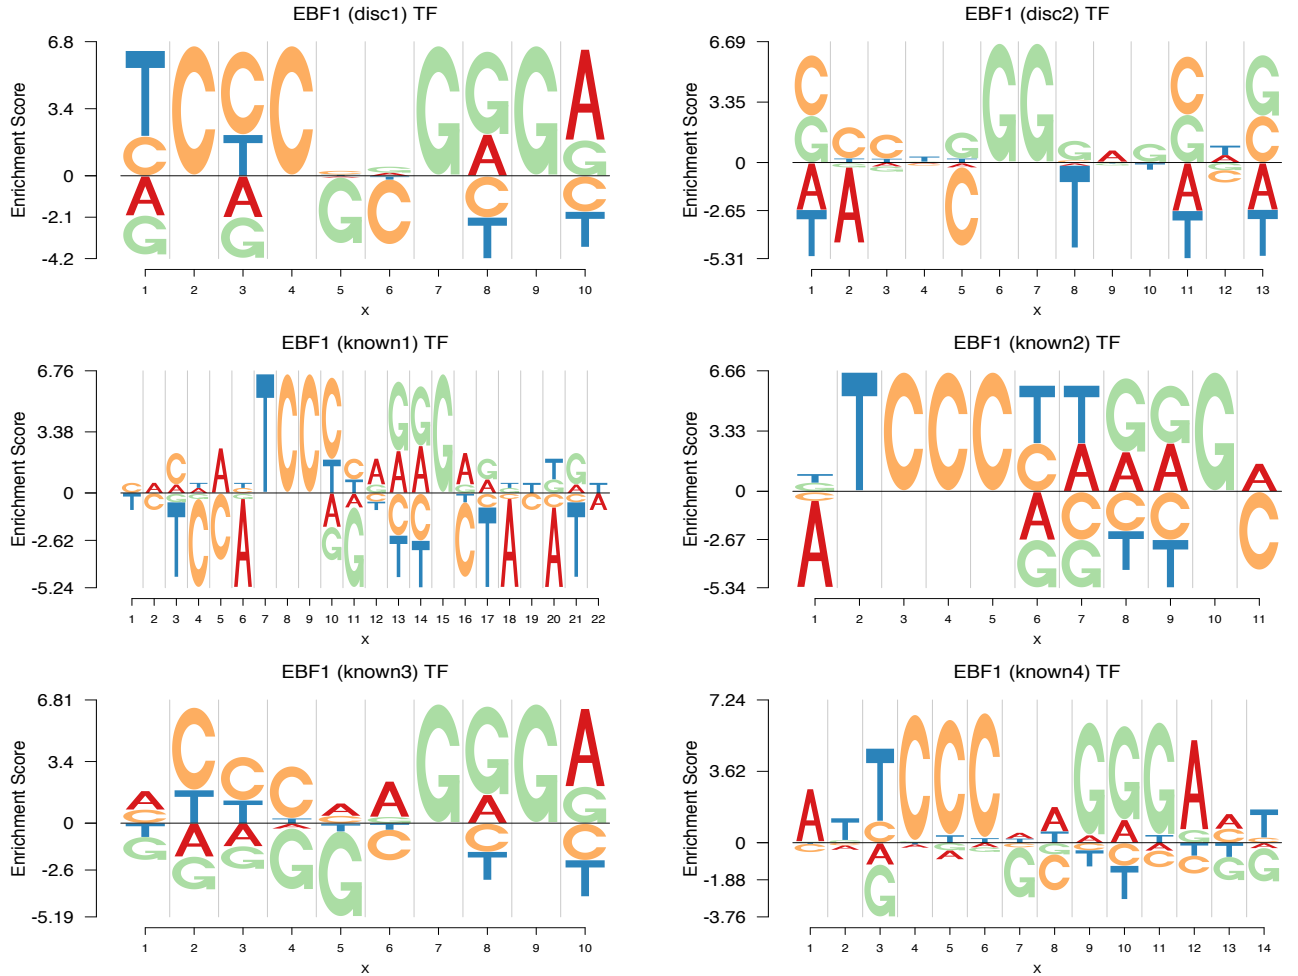 EBF1 (disc1) TF
Enrichment Score
6.8
3.4
0
-2.1
-4.2
1 2 3 4 5 6 7 8 9 10
x
EBF1 (disc2) TF
Enrichment Score
6.69
3.35
0
-2.65
-5.31
1 2 3 4 5 6 7 8 9 10 11 12 13
x
EBF1 (known1) TF
Enrichment Score
6.76
3.38
0
-2.62
-5.24
1 2 3 4 5 6 7 8 9 10 11 12 13 14 15 16 17 18 19 20 21 22
x
EBF1 (known2) TF
Enrichment Score
6.66
3.33
0
-2.67
-5.34
1 2 3 4 5 6 7 8 9 10 11
x
EBF1 (known3) TF
Enrichment Score
6.81
3.4
0
-2.6
-5.19
1 2 3 4 5 6 7 8 9 10
x
EBF1 (known4) TF
Enrichment Score
7.24
3.62
0
-1.88
-3.76
1 2 3 4 5 6 7 8 9 10 11 12 13 14
x